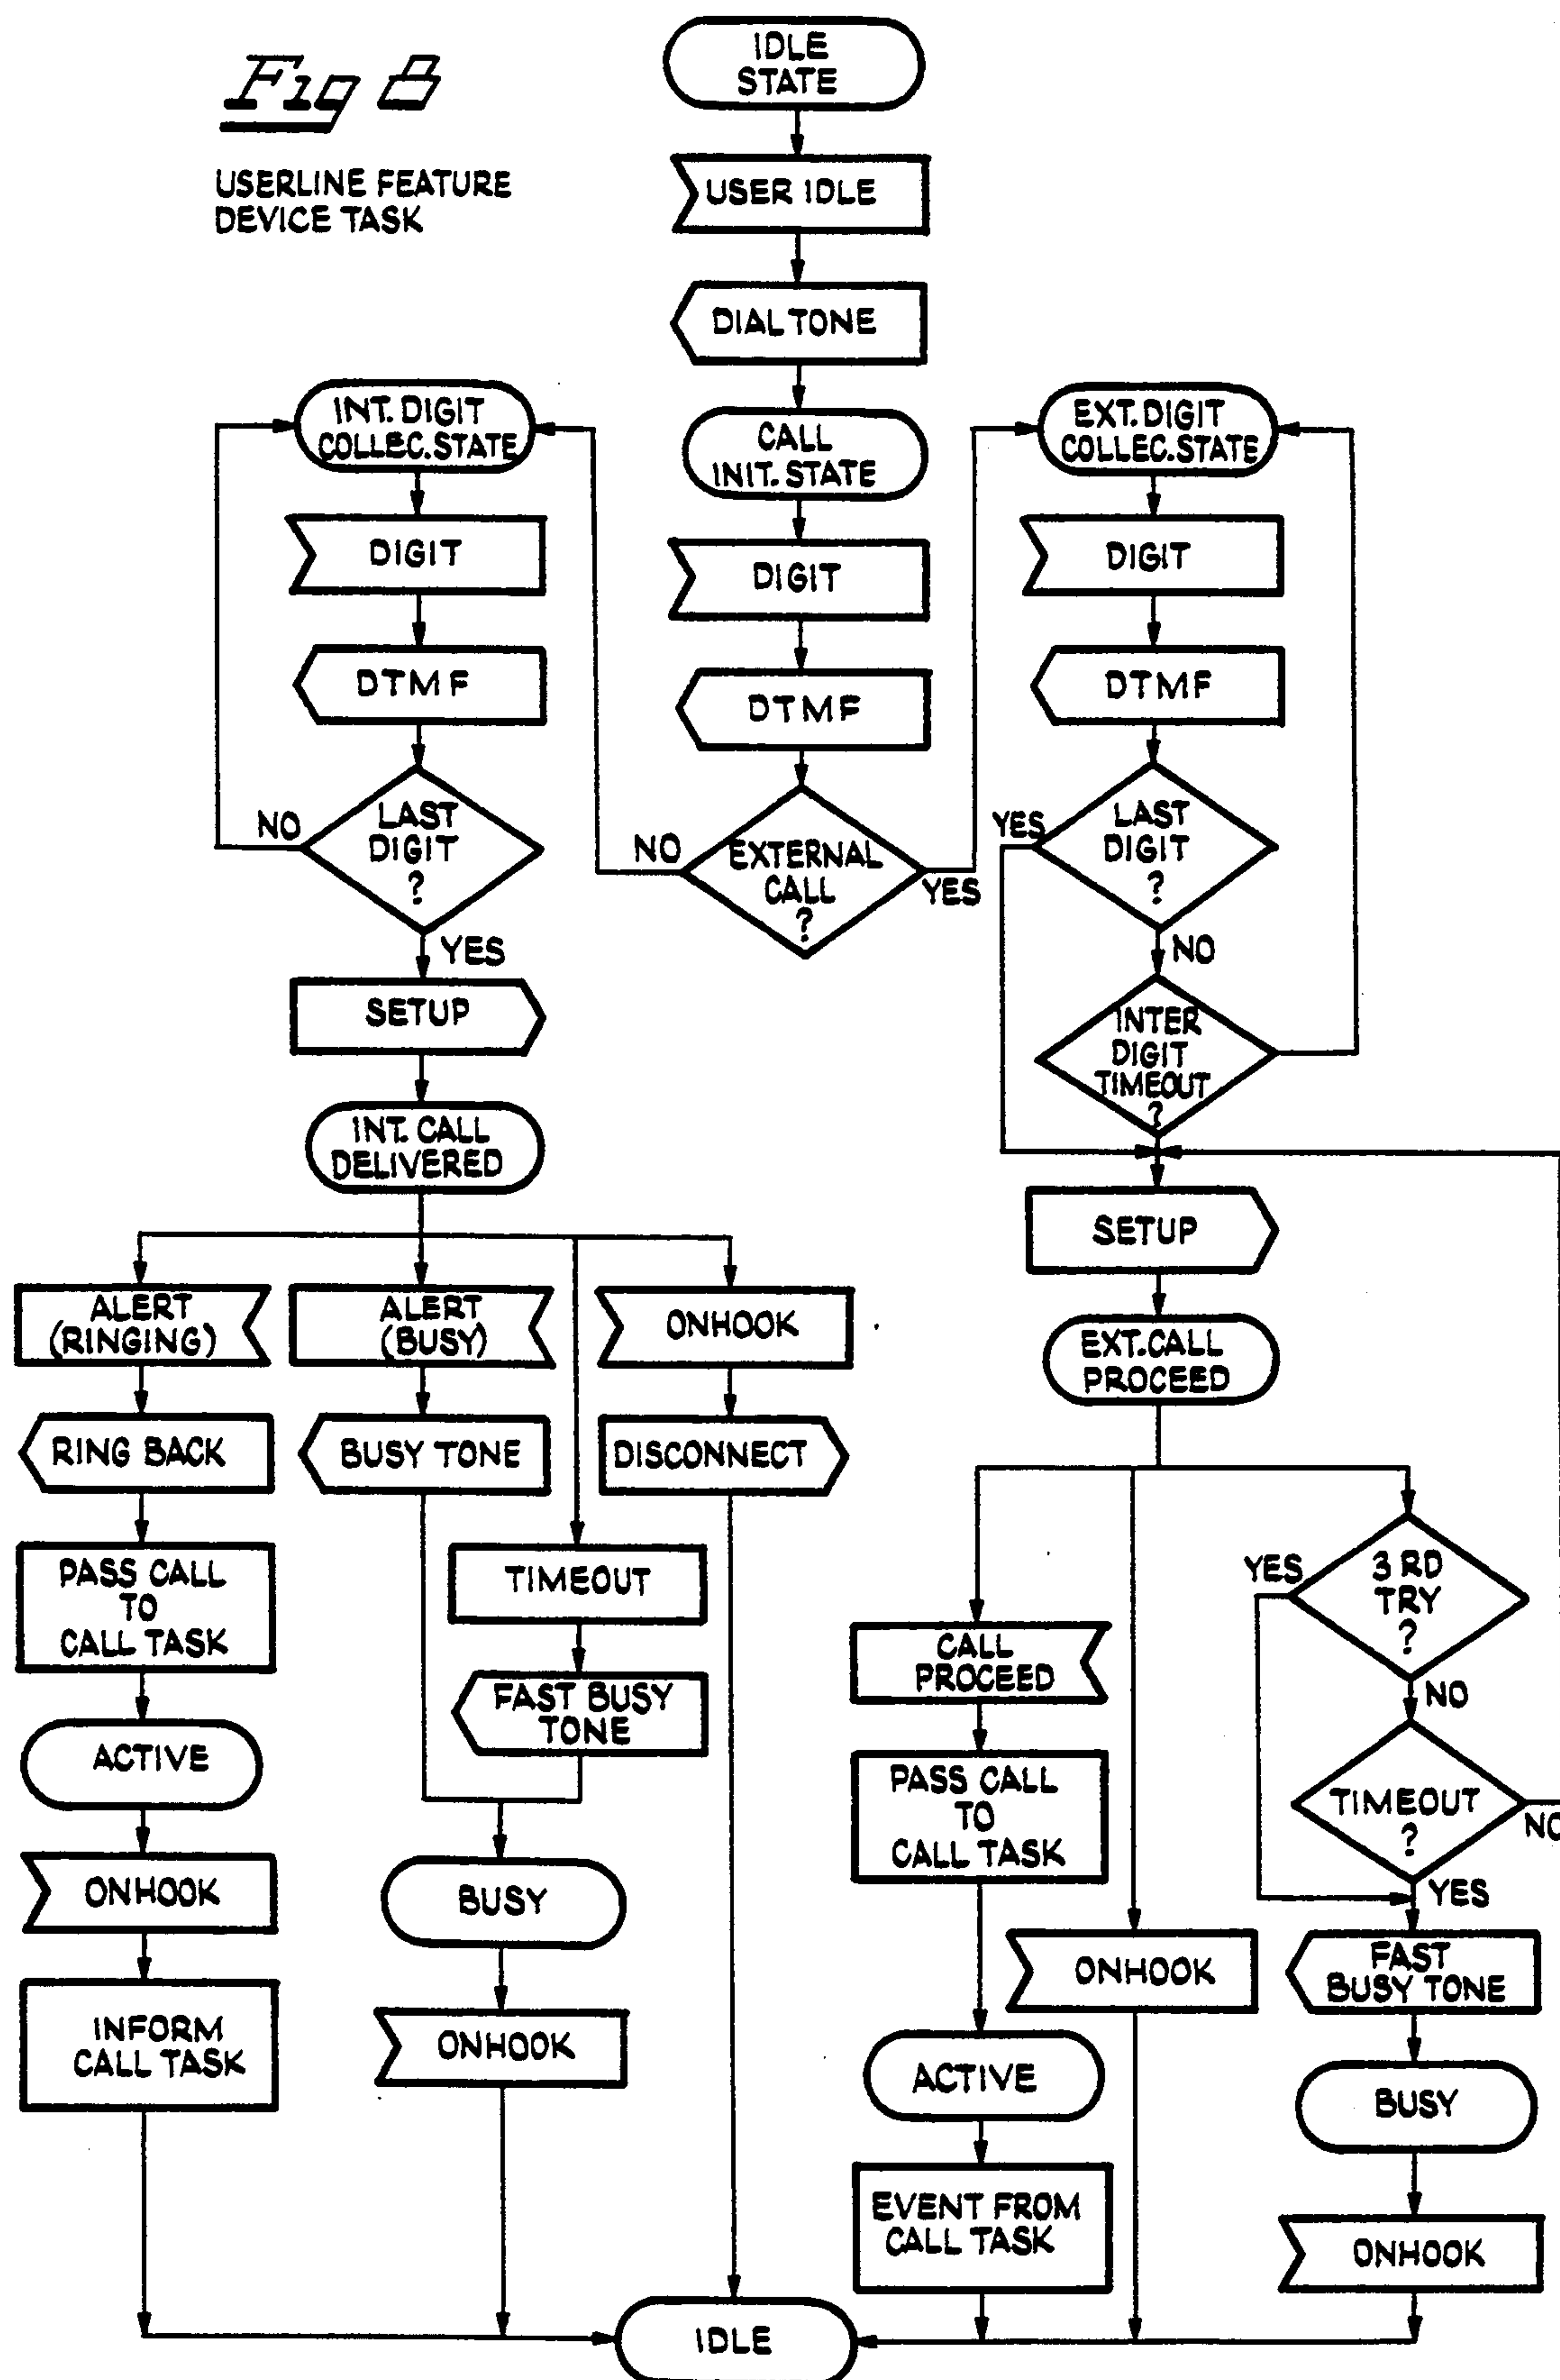 Fig 8
USERLINE FEATURE
DEVICE TASK
IDLE
STATE
USER IDLE
DIAL TONE
CALL
INIT. STATE
DIGIT
DTMF
EXTERNAL
CALL
?
NO
YES
INT. DIGIT
COLLEC. STATE
DIGIT
DTMF
LAST
DIGIT
?
NO
YES
SETUP
INT. CALL
DELIVERED
ALERT
(RINGING)
RING BACK
PASS CALL
TO
CALL TASK
ACTIVE
ONHOOK
INFORM
CALL TASK
ALERT
(BUSY)
BUSY TONE
TIMEOUT
FAST BUSY
TONE
BUSY
ONHOOK
ONHOOK
DISCONNECT
EXT. DIGIT
COLLEC. STATE
DIGIT
DTMF
LAST
DIGIT
?
YES
NO
INTER
DIGIT
TIMEOUT
?
SETUP
EXT. CALL
PROCEED
CALL
PROCEED
PASS CALL
TO
CALL TASK
ACTIVE
EVENT FROM
CALL TASK
ONHOOK
3 RD
TRY
?
YES
NO
TIMEOUT
?
NO
YES
FAST
BUSY TONE
BUSY
ONHOOK
IDLE